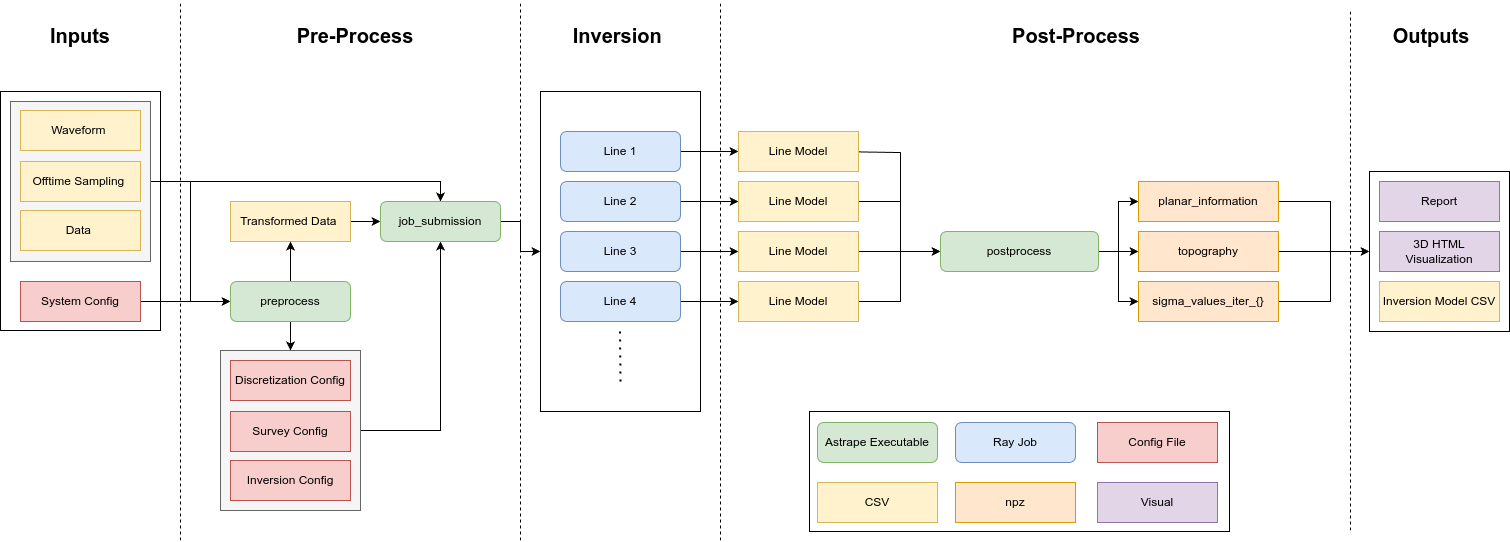 Inputs
Pre-Process
Inversion
Post-Process
Outputs
Waveform
Offtime Sampling
Data
System Config
Transformed Data
job_submission
preprocess
Discretization Config
Survey Config
Inversion Config
Line 1
Line 2
Line 3
Line 4
Line Model
Line Model
Line Model
Line Model
postprocess
planar_information
topography
sigma_values_iter_{}
Report
3D HTML
Visualization
Inversion Model CSV
Astrape Executable
Ray Job
Config File
CSV
npz
Visual